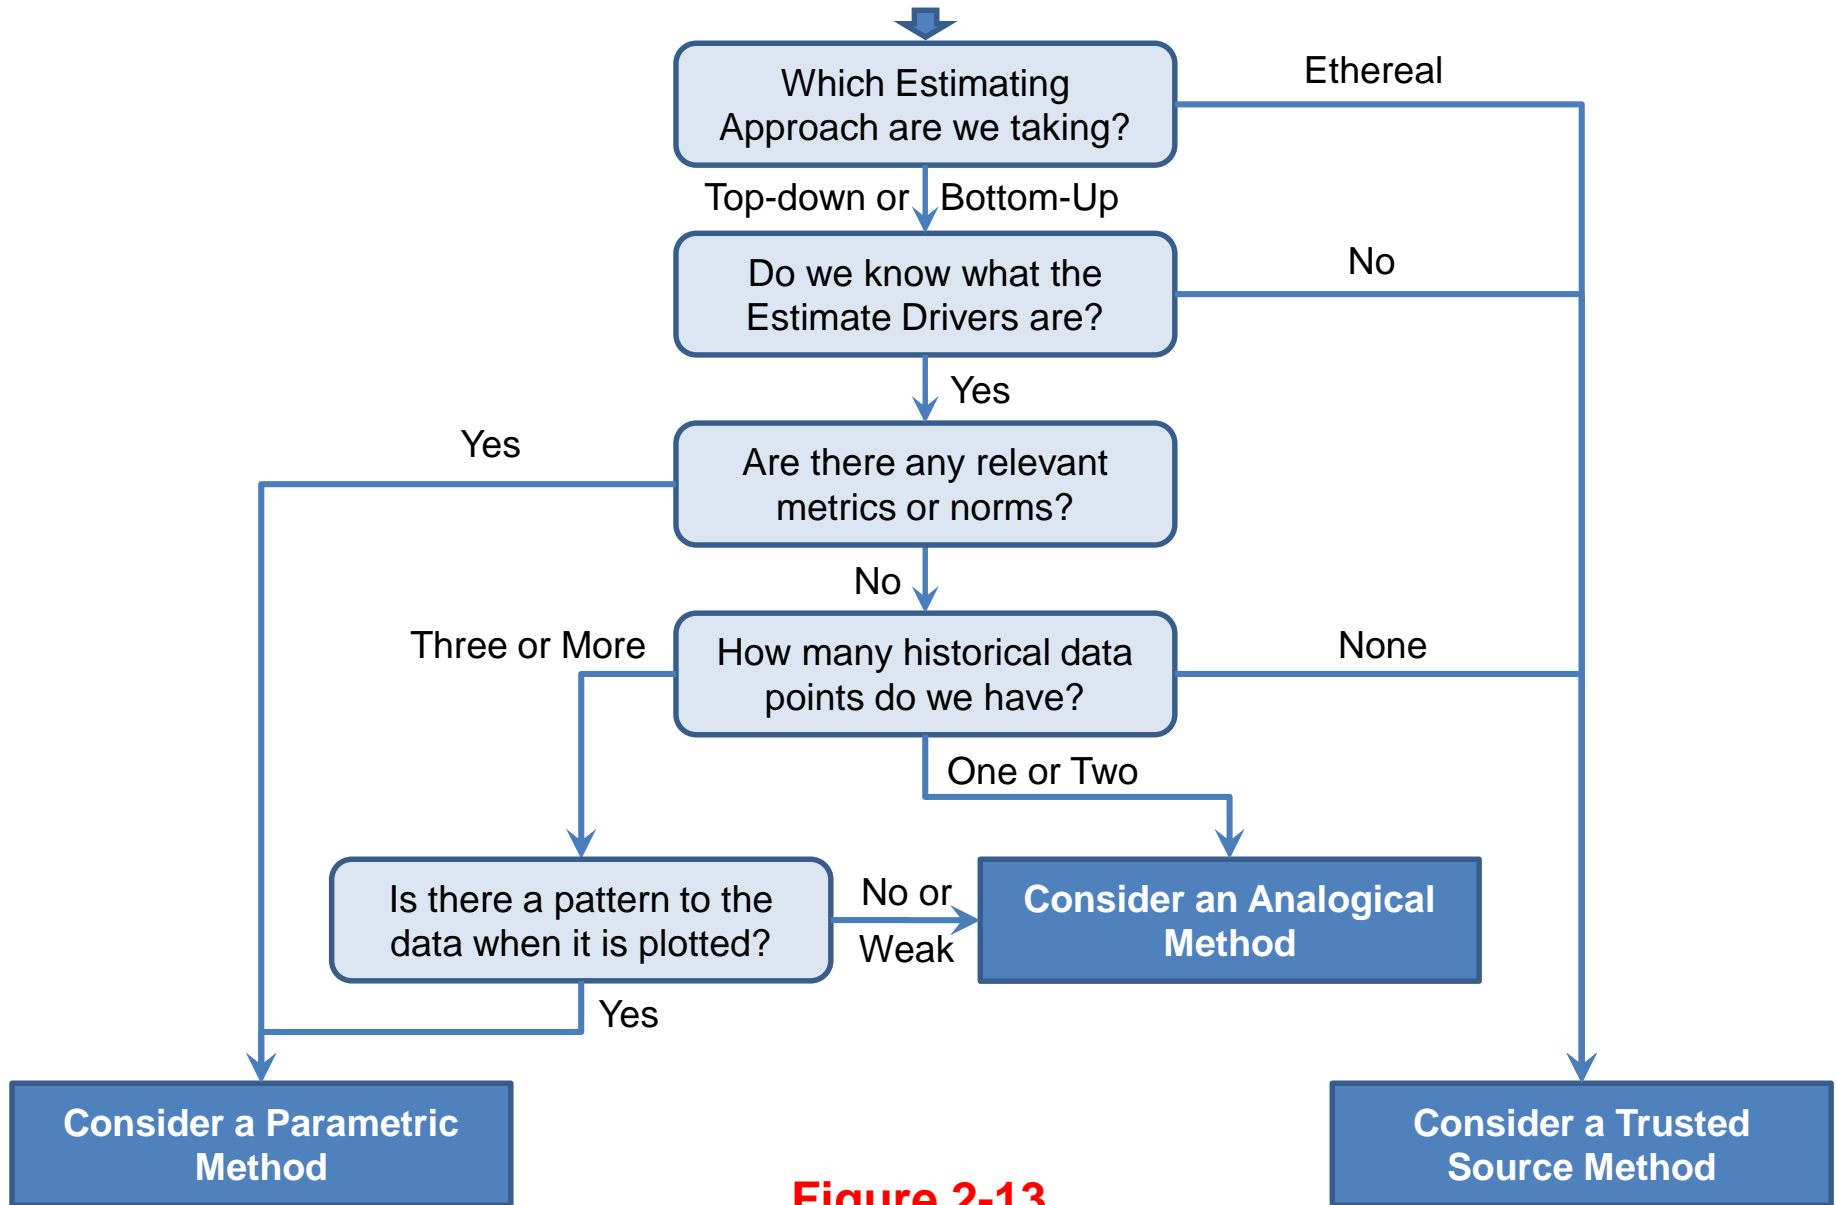 Which Estimating
Approach are we taking?
Ethereal
Top-down or Bottom-Up
Do we know what the
Estimate Drivers are?
No
Yes
Yes
Are there any relevant
metrics or norms?
No
Three or More
How many historical data
points do we have?
None
One or Two
Is there a pattern to the
data when it is plotted?
No or
Weak
Consider an Analogical
Method
Yes
Consider a Parametric
Method
Consider a Trusted
Source Method
Figure 2-13